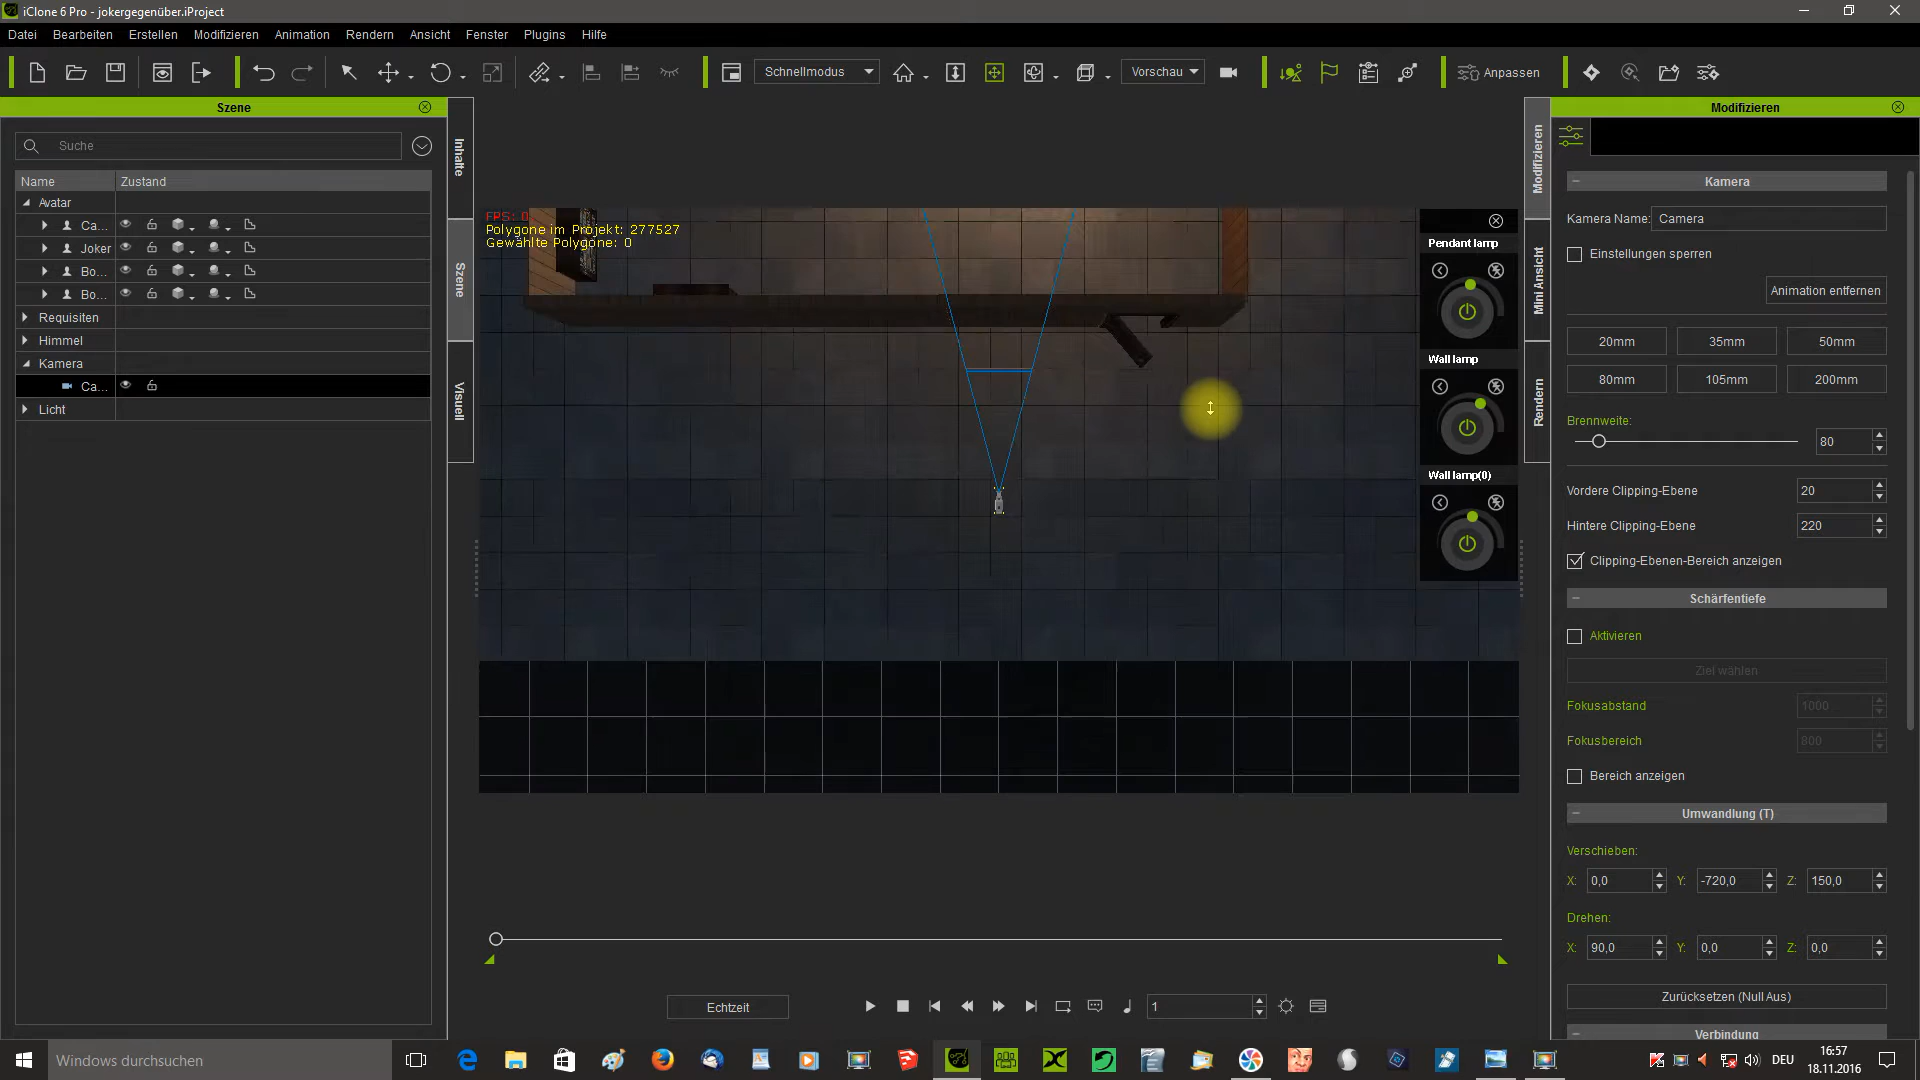 iClone 6 Pro - jokergegenüber.iProject
Datei Bearbeiten Erstellen Modifizieren Animation Rendern Ansicht Fenster Plugins Hilfe
Schnellmodus Vorschau Anpassen
Szene
Suche
Name Zustand
Avatar
Ca...
Joker
Bo...
Bo...
Requisiten
Himmel
Kamera
Ca...
Licht
Inhalte
Szene
Visuell
FPS: 0
Polygone im Projekt: 277527
Gewählte Polygone: 0
Pendant lamp
Wall lamp
Wall lamp(0)
Modifizieren
Mini Ansicht
Rendern
Modifizieren
Kamera
Kamera Name: Camera
Einstellungen sperren
Animation entfernen
20mm 35mm 50mm
80mm 105mm 200mm
Brennweite:
80
Vordere Clipping-Ebene 20
Hintere Clipping-Ebene 220
Clipping-Ebenen-Bereich anzeigen
Schärfentiefe
Aktivieren
Ziel wählen
Fokusabstand 1000
Fokusbereich 800
Bereich anzeigen
Umwandlung (T)
Verschieben:
X: 0,0 Y: -720,0 Z: 150,0
Drehen:
X: 90,0 Y: 0,0 Z: 0,0
Zurücksetzen (Null Aus)
Verbindung
Echtzeit
1
Windows durchsuchen
DEU
16:57
18.11.2016